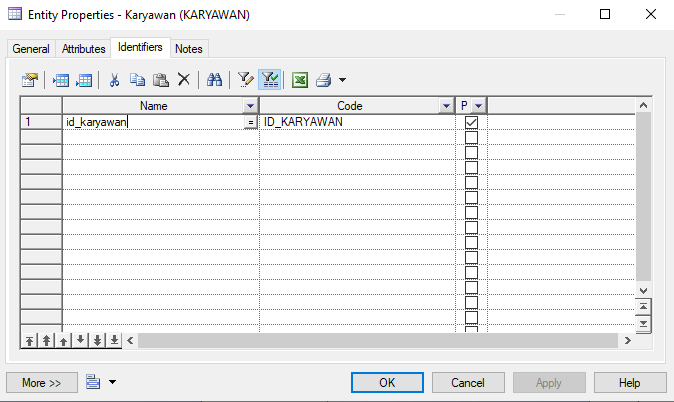 Entity Properties - Karyawan (KARYAWAN)
General Attributes Identifiers Notes
Name Code P
1 id_karyawan = ID_KARYAWAN
More >> OK Cancel Apply Help